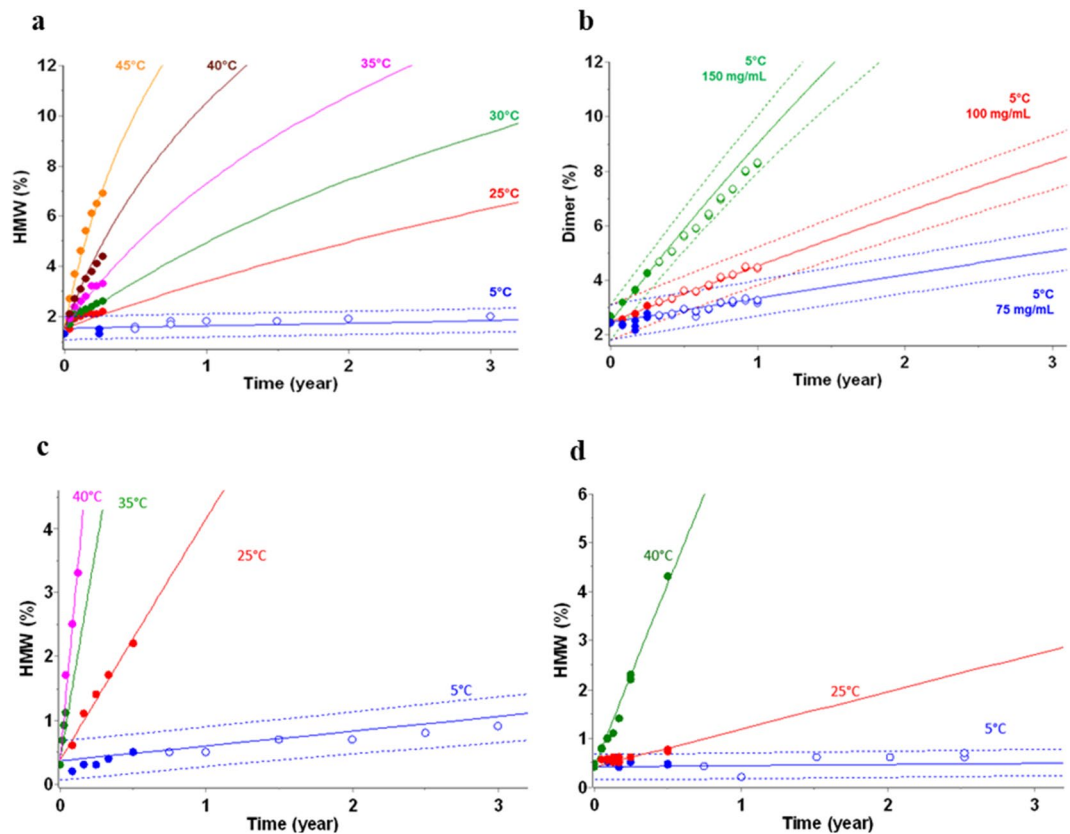 a
45°C
40°C
35°C
30°C
25°C
5°C
12
10
8
6
4
2
HMW (%)
0
1
2
3
Time (year)
b
5°C
150 mg/mL
5°C
100 mg/mL
5°C
75 mg/mL
12
10
8
6
4
2
Dimer (%)
0
1
2
3
Time (year)
c
40°C
35°C
25°C
5°C
4
3
2
1
0
HMW (%)
0
1
2
3
Time (year)
d
40°C
25°C
5°C
6
5
4
3
2
1
0
HMW (%)
0
1
2
3
Time (year)